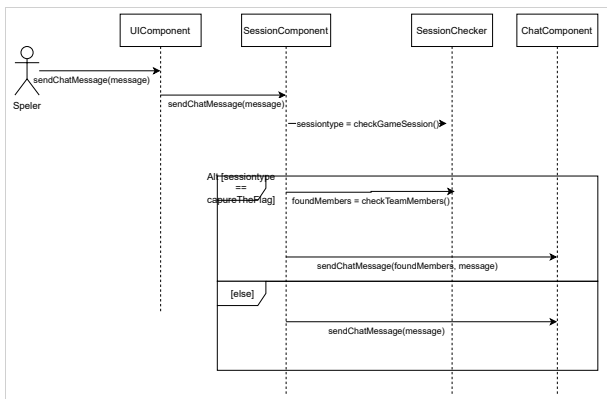 UIComponent
SessionComponent
SessionChecker
ChatComponent
sendChatMessage(message)
Speler
sendChatMessage(message)
sessiontype = checkGameSession()
Alt [sessiontype
==
capureTheFlag]
foundMembers = checkTeamMembers()
sendChatMessage(foundMembers, message)
[else]
sendChatMessage(message)